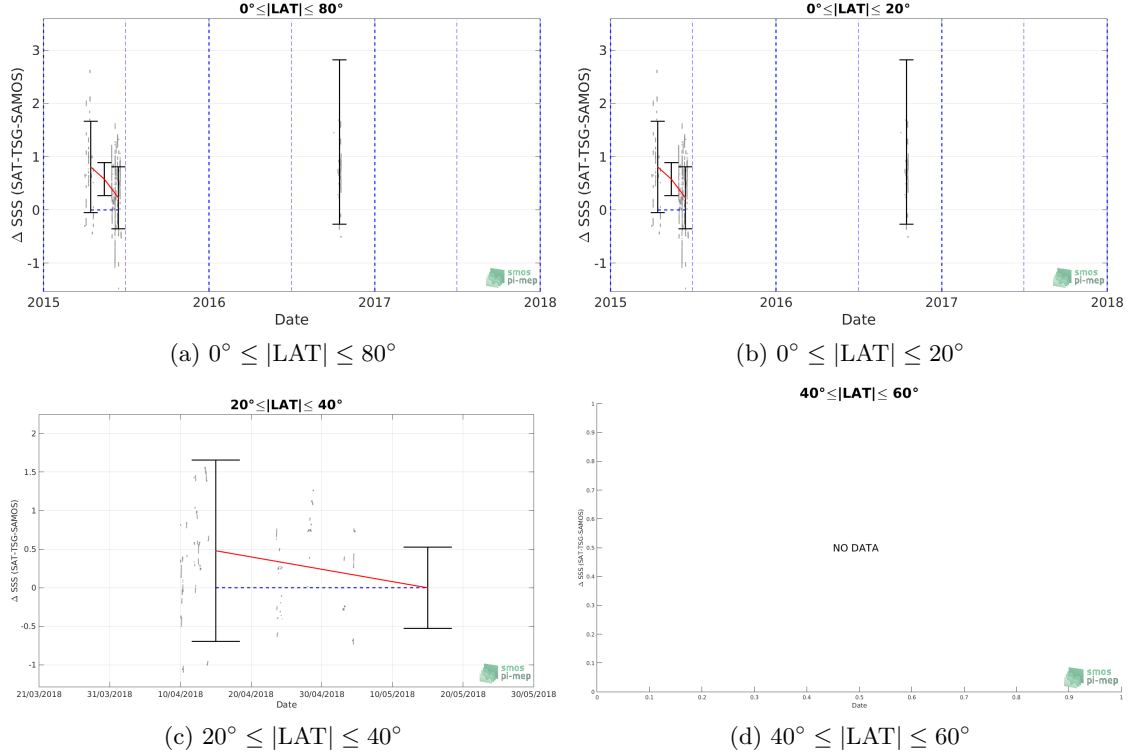 0°≤|LAT|≤ 80°
Δ SSS (SAT-TSG-SAMOS)
3
2
1
0
-1
2015 2016 2017 2018
Date
smos
pi-mep
(a) 0° ≤ |LAT| ≤ 80°
0°≤|LAT|≤ 20°
Δ SSS (SAT-TSG-SAMOS)
3
2
1
0
-1
2015 2016 2017 2018
Date
smos
pi-mep
(b) 0° ≤ |LAT| ≤ 20°
20°≤|LAT|≤ 40°
Δ SSS (SAT-TSG-SAMOS)
2
1.5
1
0.5
0
-0.5
-1
21/03/2018 31/03/2018 10/04/2018 20/04/2018 30/04/2018 10/05/2018 20/05/2018 30/05/2018
Date
smos
pi-mep
(c) 20° ≤ |LAT| ≤ 40°
40°≤|LAT|≤ 60°
Δ SSS (SAT-TSG-SAMOS)
1
0.9
0.8
0.7
0.6
0.5
0.4
0.3
0.2
0.1
0
NO DATA
0 0.1 0.2 0.3 0.4 0.5 0.6 0.7 0.8 0.9 1
Date
smos
pi-mep
(d) 40° ≤ |LAT| ≤ 60°